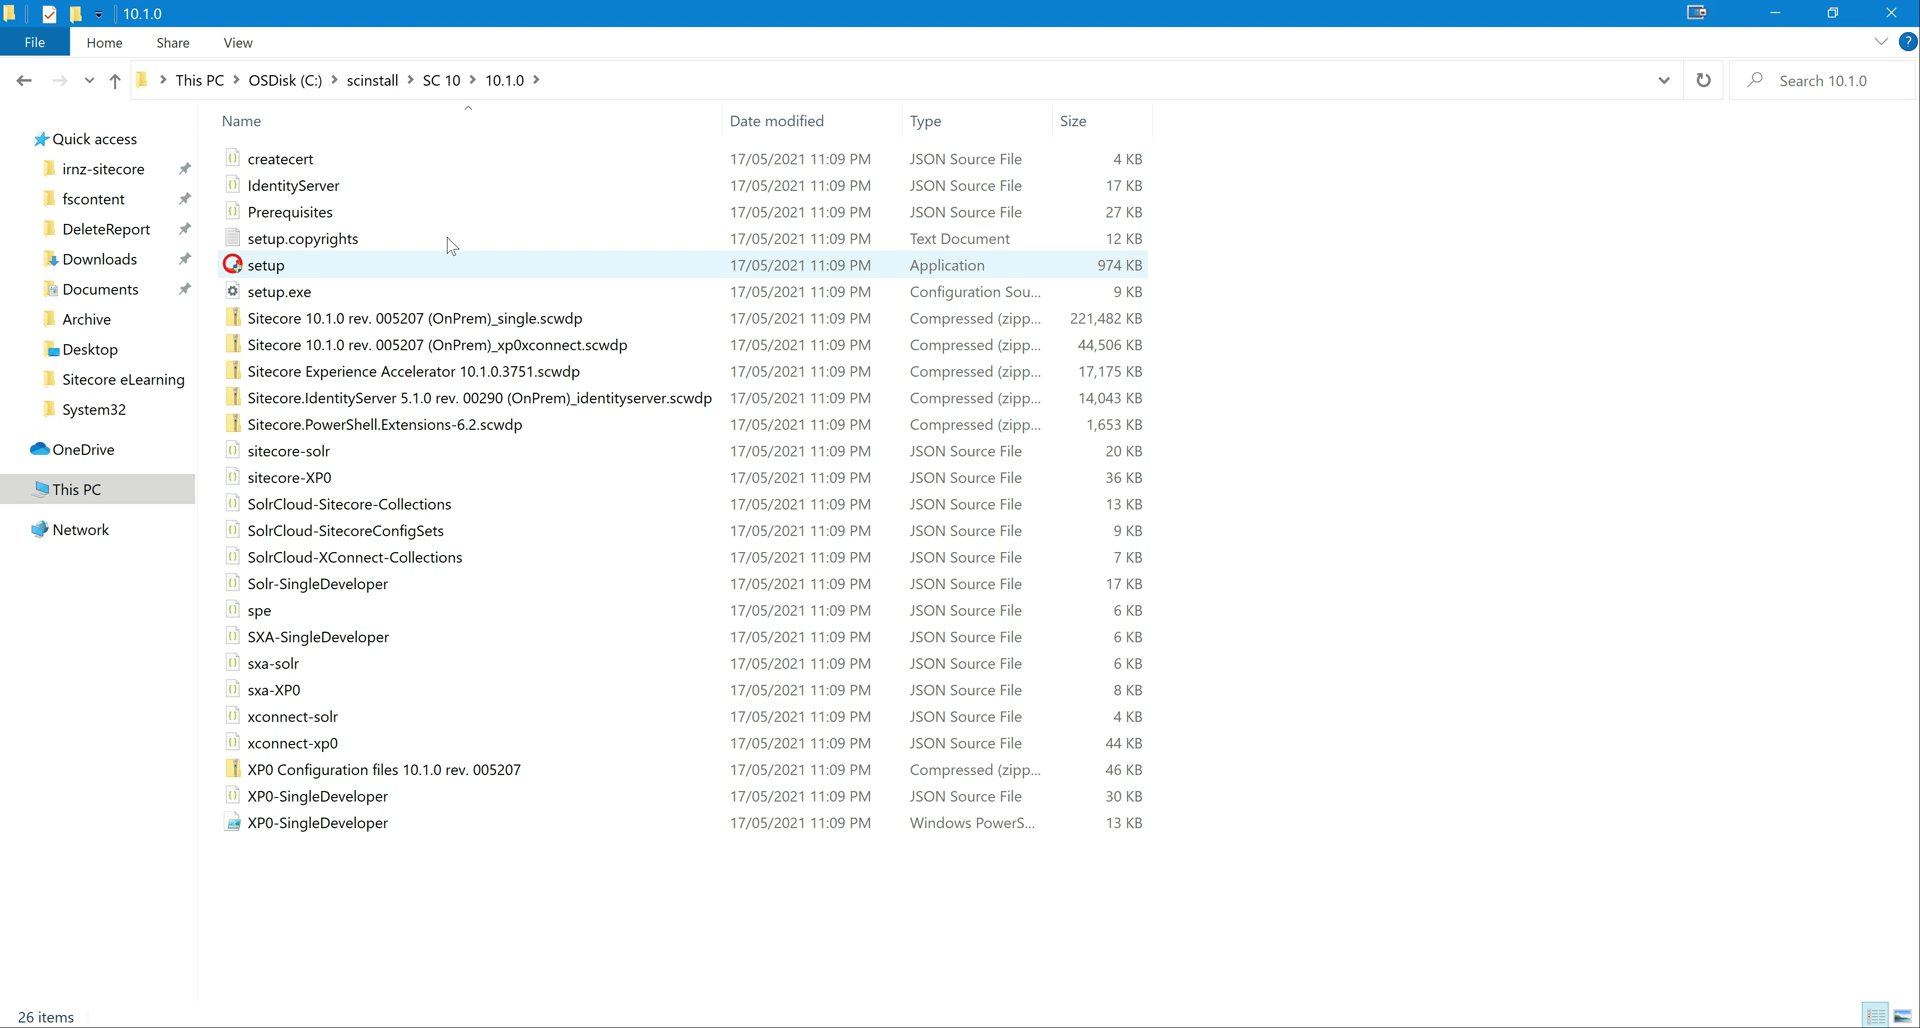 10.1.0
File Home Share View
This PC OSDisk (C:) scinstall SC 10 10.1.0 Search 10.1.0
Quick access
irnz-sitecore
fscontent
DeleteReport
Downloads
Documents
Archive
Desktop
Sitecore eLearning
System32
OneDrive
This PC
Network
Name Date modified Type Size
createcert 17/05/2021 11:09 PM JSON Source File 4 KB
IdentityServer 17/05/2021 11:09 PM JSON Source File 17 KB
Prerequisites 17/05/2021 11:09 PM JSON Source File 27 KB
setup.copyrights 17/05/2021 11:09 PM Text Document 12 KB
setup 17/05/2021 11:09 PM Application 974 KB
setup.exe 17/05/2021 11:09 PM Configuration Sou... 9 KB
Sitecore 10.1.0 rev. 005207 (OnPrem)_single.scwdp 17/05/2021 11:09 PM Compressed (zipp... 221,482 KB
Sitecore 10.1.0 rev. 005207 (OnPrem)_xp0xconnect.scwdp 17/05/2021 11:09 PM Compressed (zipp... 44,506 KB
Sitecore Experience Accelerator 10.1.0.3751.scwdp 17/05/2021 11:09 PM Compressed (zipp... 17,175 KB
Sitecore.IdentityServer 5.1.0 rev. 00290 (OnPrem)_identityserver.scwdp 17/05/2021 11:09 PM Compressed (zipp... 14,043 KB
Sitecore.PowerShell.Extensions-6.2.scwdp 17/05/2021 11:09 PM Compressed (zipp... 1,653 KB
sitecore-solr 17/05/2021 11:09 PM JSON Source File 20 KB
sitecore-XP0 17/05/2021 11:09 PM JSON Source File 36 KB
SolrCloud-Sitecore-Collections 17/05/2021 11:09 PM JSON Source File 13 KB
SolrCloud-SitecoreConfigSets 17/05/2021 11:09 PM JSON Source File 9 KB
SolrCloud-XConnect-Collections 17/05/2021 11:09 PM JSON Source File 7 KB
Solr-SingleDeveloper 17/05/2021 11:09 PM JSON Source File 17 KB
spe 17/05/2021 11:09 PM JSON Source File 6 KB
SXA-SingleDeveloper 17/05/2021 11:09 PM JSON Source File 6 KB
sxa-solr 17/05/2021 11:09 PM JSON Source File 6 KB
sxa-XP0 17/05/2021 11:09 PM JSON Source File 8 KB
xconnect-solr 17/05/2021 11:09 PM JSON Source File 4 KB
xconnect-xp0 17/05/2021 11:09 PM JSON Source File 44 KB
XP0 Configuration files 10.1.0 rev. 005207 17/05/2021 11:09 PM Compressed (zipp... 46 KB
XP0-SingleDeveloper 17/05/2021 11:09 PM JSON Source File 30 KB
XP0-SingleDeveloper 17/05/2021 11:09 PM Windows PowerS... 13 KB
26 items